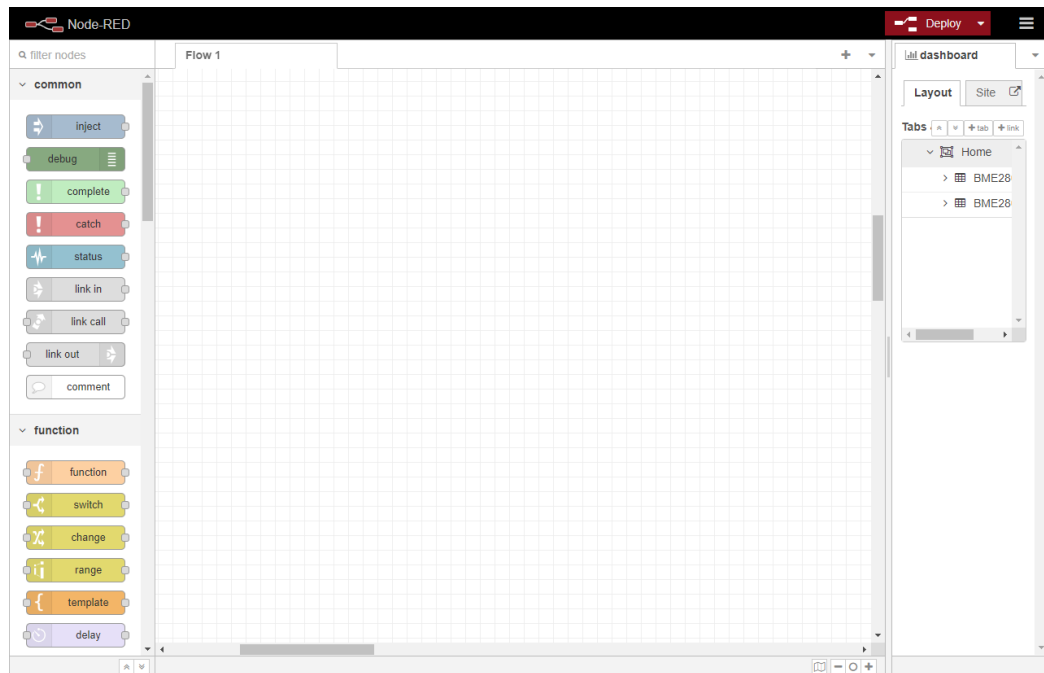 Node-RED
Deploy
filter nodes
Flow 1
dashboard
common
Layout
Site
Tabs
tab
link
Home
BME28
BME28
inject
debug
complete
catch
status
link in
link call
link out
comment
function
function
switch
change
range
template
delay